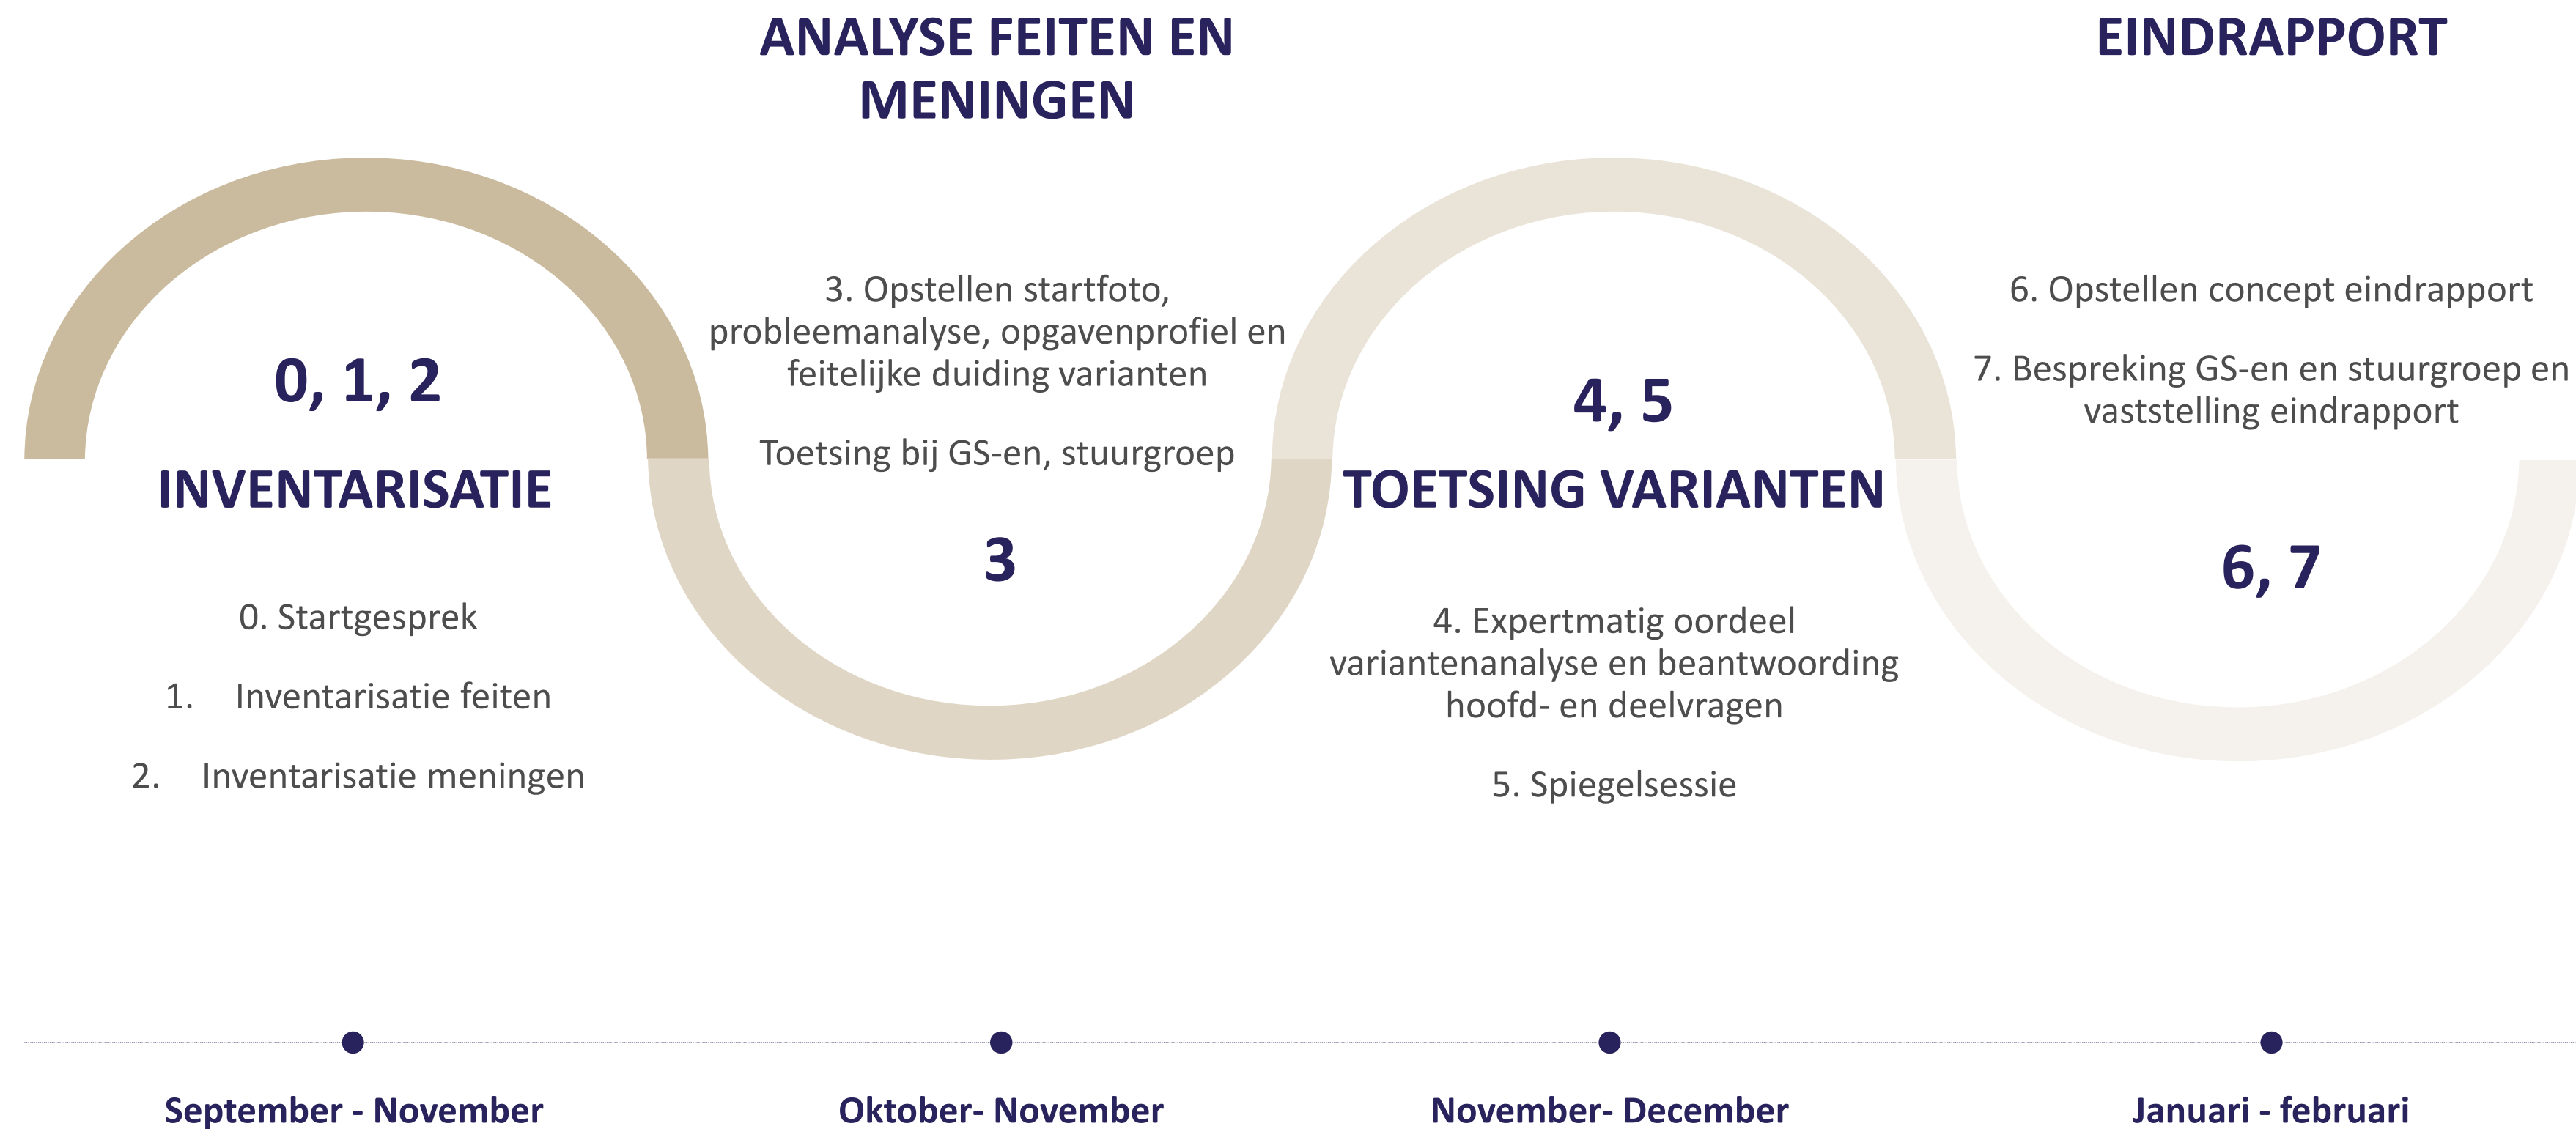 0, 1, 2
INVENTARISATIE
0. Startgesprek
1. Inventarisatie feiten
2. Inventarisatie meningen
September - November
ANALYSE FEITEN EN
MENINGEN
3. Opstellen startfoto,
probleemanalyse, opgavenprofiel en
feitelijke duiding varianten
Toetsing bij GS-en, stuurgroep
3
Oktober- November
4, 5
TOETSING VARIANTEN
4. Expertmatig oordeel
variantenanalyse en beantwoording
hoofd- en deelvragen
5. Spiegelsessie
November- December
EINDRAPPORT
6. Opstellen concept eindrapport
7. Bespreking GS-en en stuurgroep en
vaststelling eindrapport
6, 7
Januari - februari